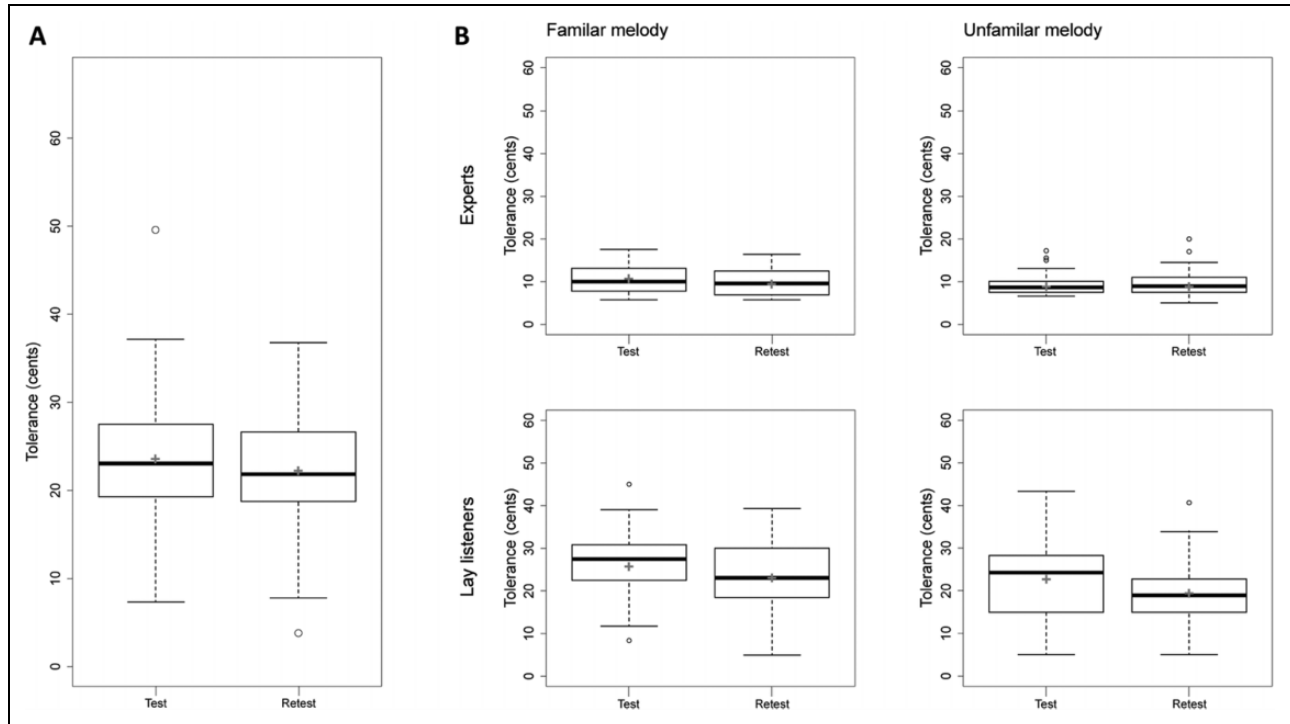 A
Tolerance (cents)
60
50
40
30
20
10
0
Test Retest
B
Familar melody
Unfamilar melody
Experts
Tolerance (cents)
60
50
40
30
20
10
0
Test Retest
Tolerance (cents)
60
50
40
30
20
10
0
Test Retest
Lay listeners
Tolerance (cents)
60
50
40
30
20
10
0
Test Retest
Tolerance (cents)
60
50
40
30
20
10
0
Test Retest